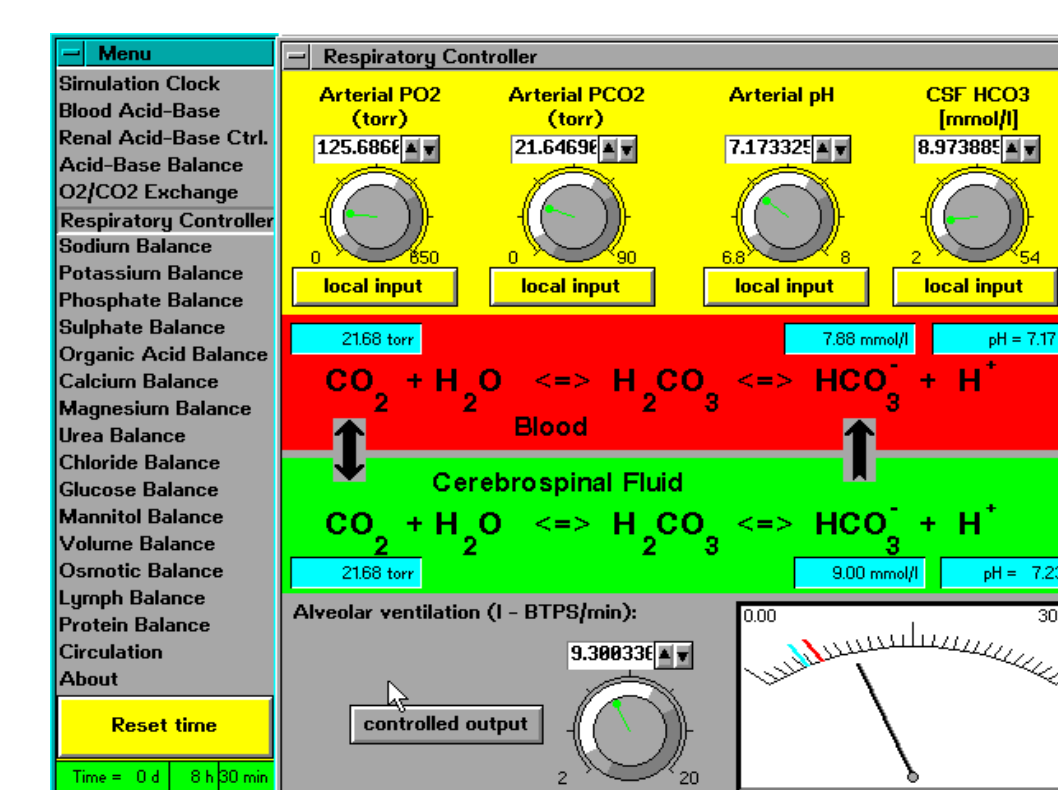 Menu
Simulation Clock
Blood Acid-Base
Renal Acid-Base Ctrl.
Acid-Base Balance
O2/CO2 Exchange
Respiratory Controller
Sodium Balance
Potassium Balance
Phosphate Balance
Sulphate Balance
Organic Acid Balance
Calcium Balance
Magnesium Balance
Urea Balance
Chloride Balance
Glucose Balance
Mannitol Balance
Volume Balance
Osmotic Balance
Lymph Balance
Protein Balance
Circulation
About
Reset time
Time = 0 d 8 h 30 min
Respiratory Controller
Arterial PO2 Arterial PCO2 Arterial pH CSF HCO3
(torr) (torr) [mmol/l]
125.6866 21.64696 7.173325 8.973885
0 650 0 90 6.8 8 2 54
local input local input local input local input
21.68 torr 7.88 mmol/l pH = 7.17
CO2 + H2O <=> H2CO3 <=> HCO3- + H+
Blood
Cerebrospinal Fluid
CO2 + H2O <=> H2CO3 <=> HCO3- + H+
21.68 torr 9.00 mmol/l pH = 7.23
Alveolar ventilation (l - BTPS/min):
9.300336
controlled output
2 20
0.00 30